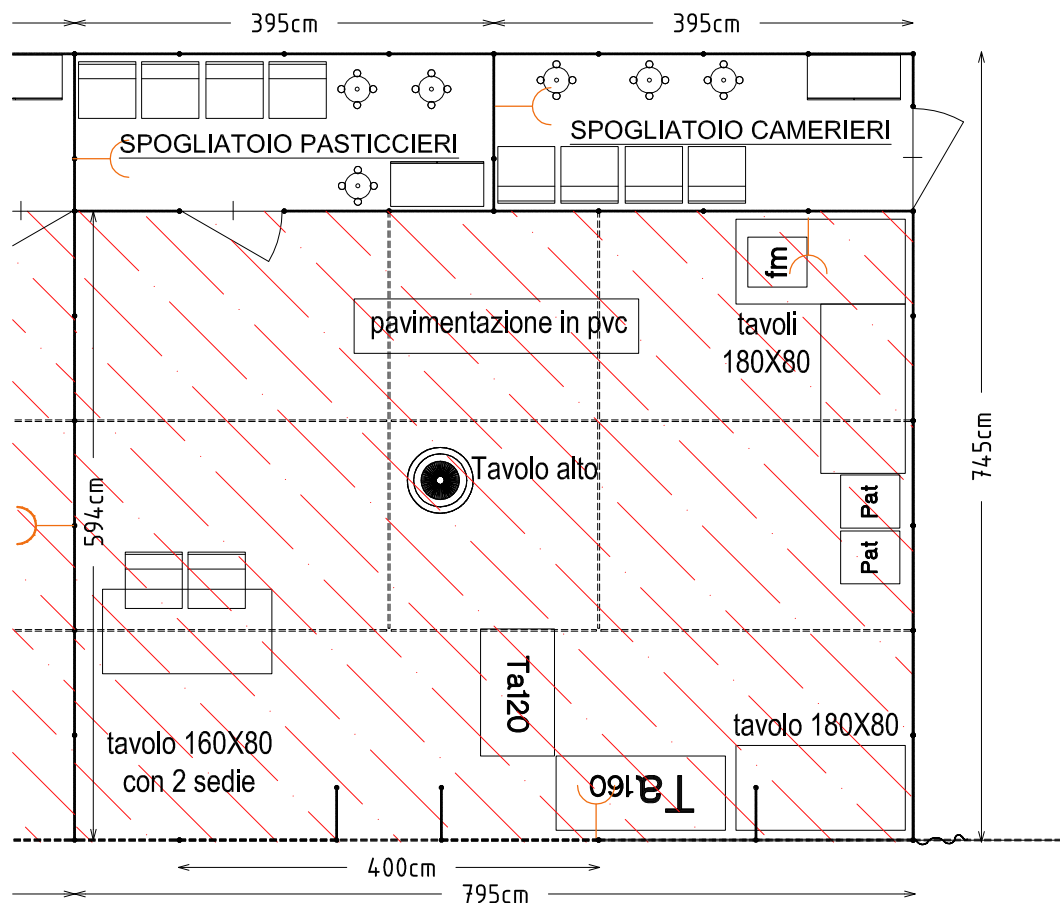 395cm
395cm
SPOGLIATOIO PASTICCIERI
SPOGLIATOIO CAMERIERI
fm
pavimentazione in pvc
tavoli
180X80
745cm
Tavolo alto
594cm
Pat
Pat
Ta120
tavolo 180X80
tavolo 160X80
con 2 sedie
Ta160
400cm
795cm